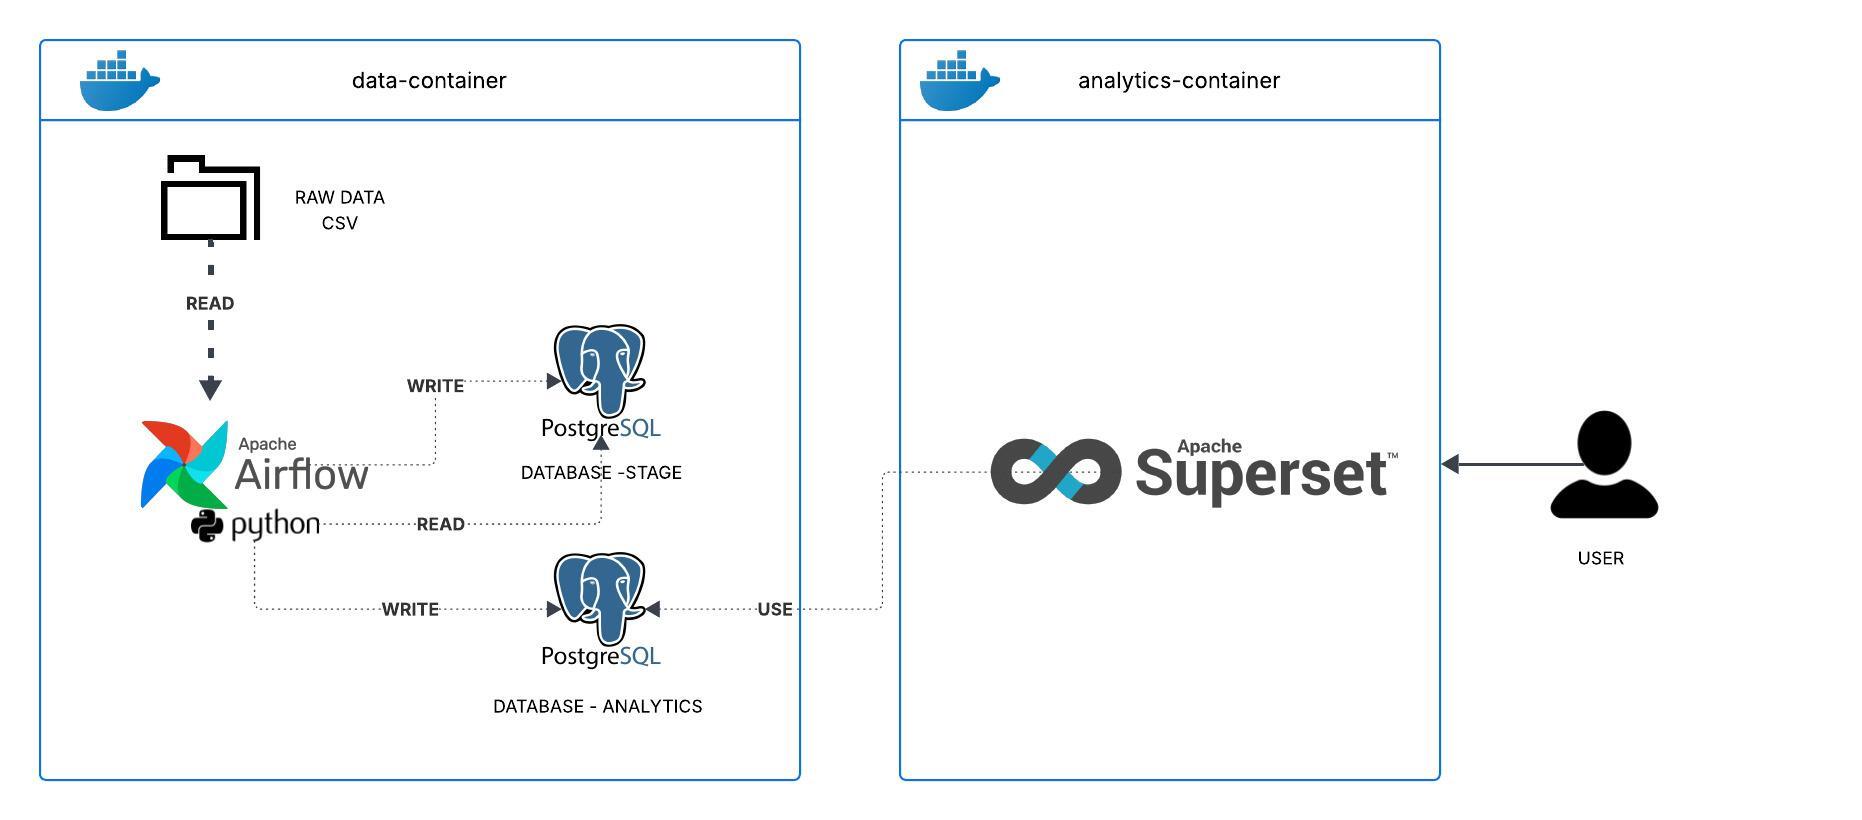 data-container
analytics-container
RAW DATA
CSV
READ
WRITE
PostgreSQL
DATABASE -STAGE
Apache
Airflow
python
READ
WRITE
PostgreSQL
DATABASE - ANALYTICS
USE
Apache
Superset™
USER